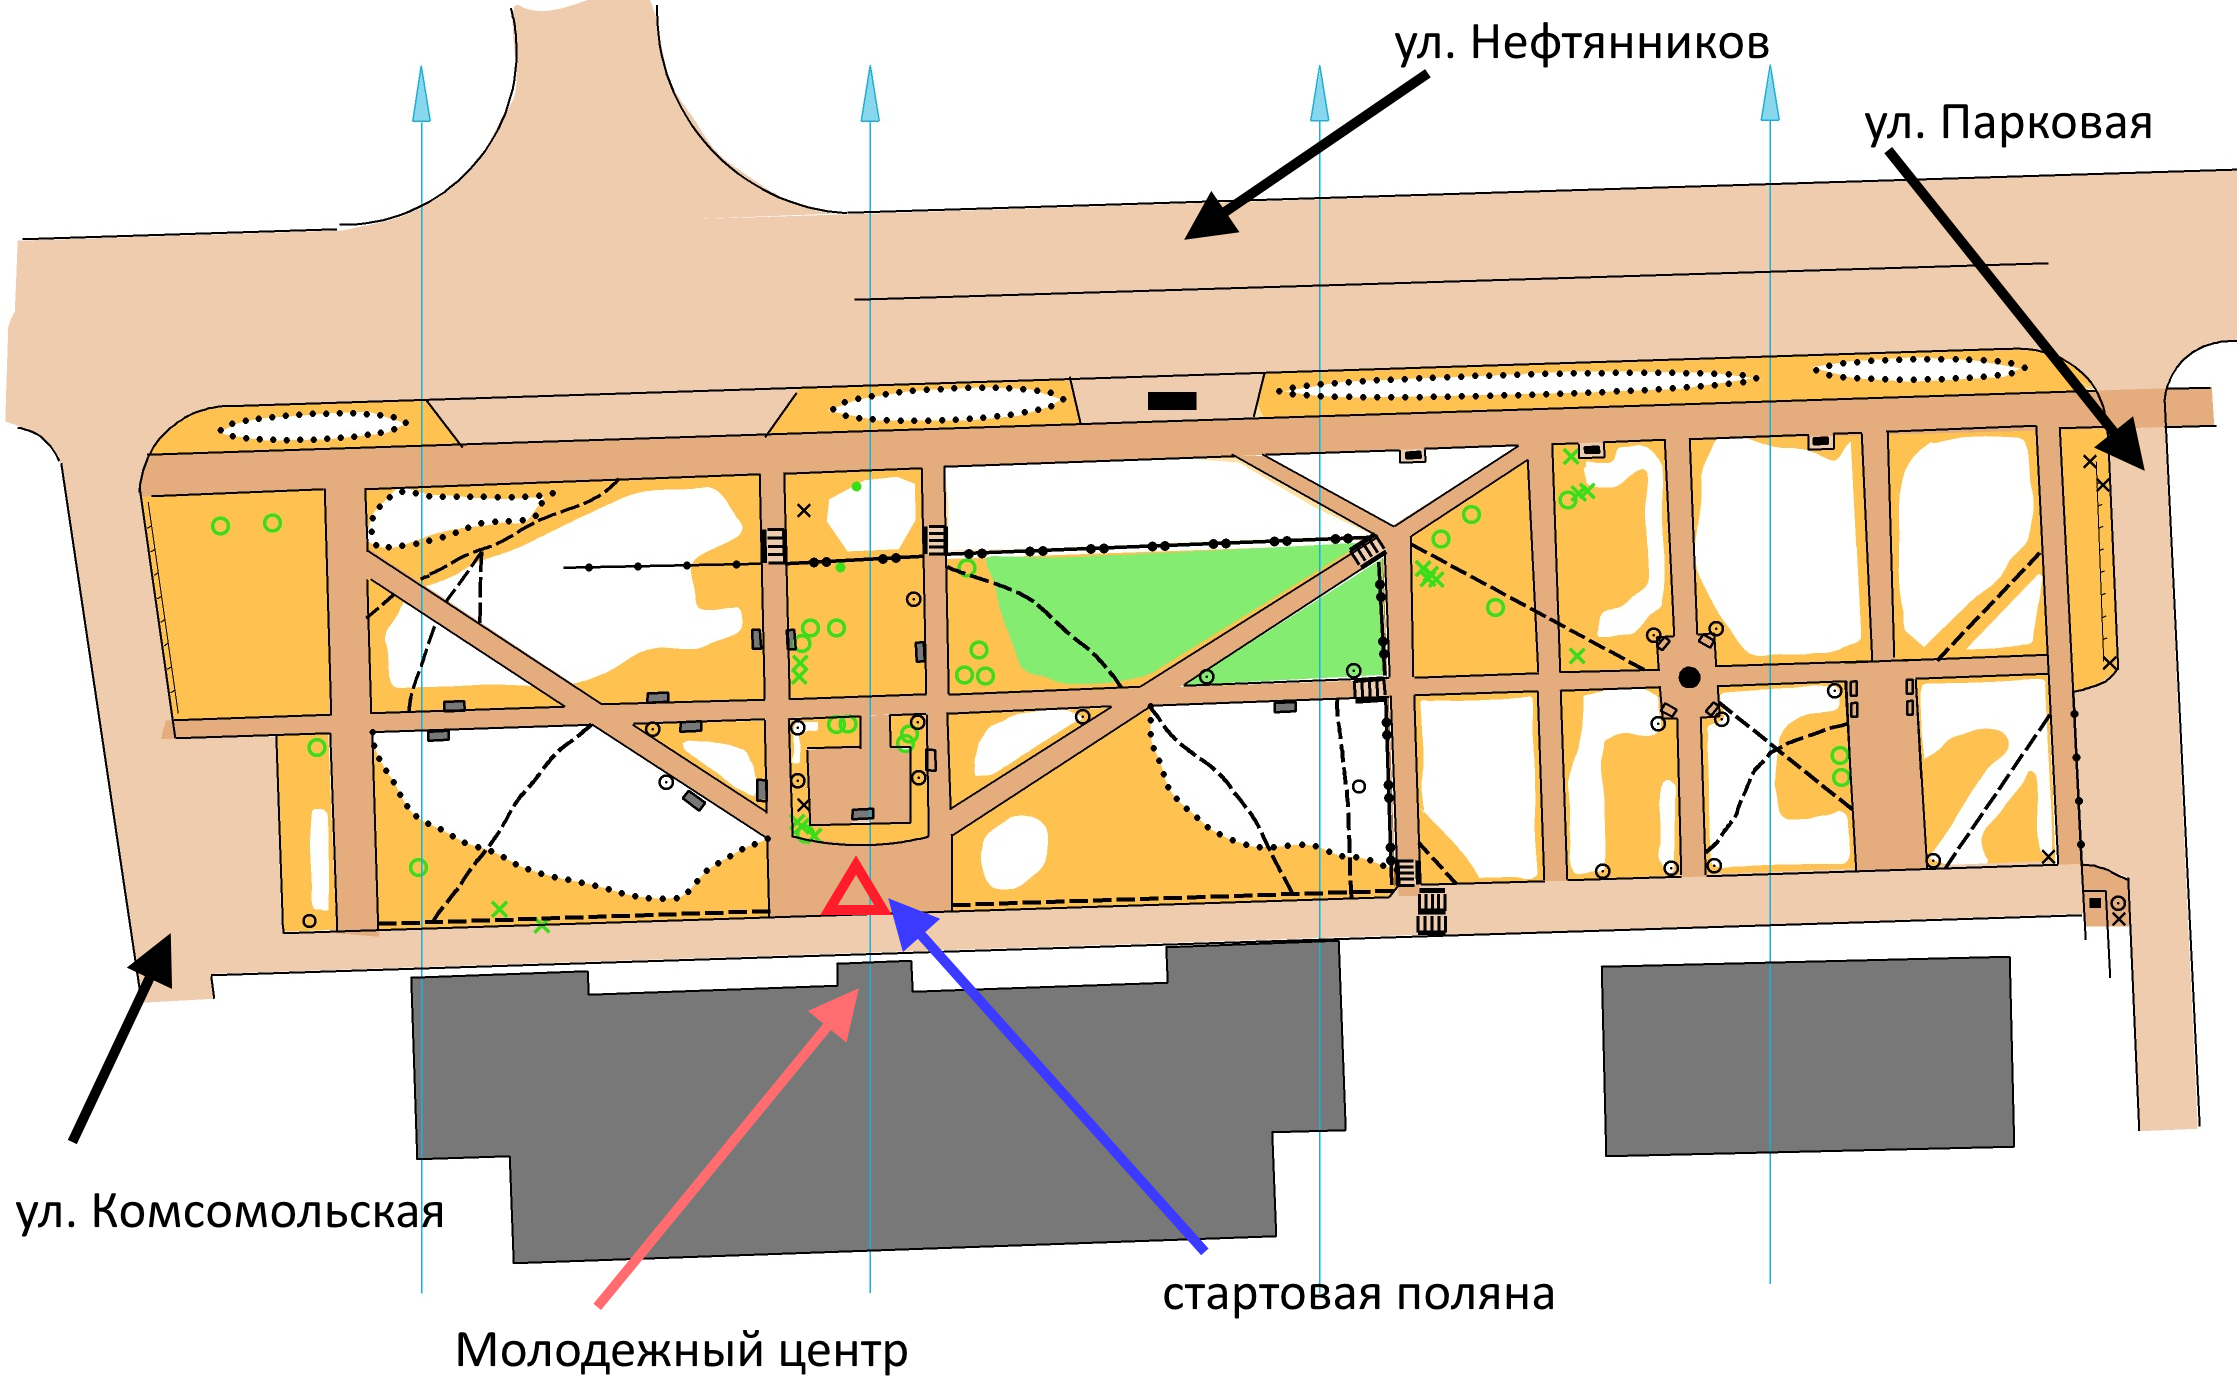 ул. Нефтянников
ул. Парковая
ул. Комсомольская
стартовая поляна
Молодежный центр